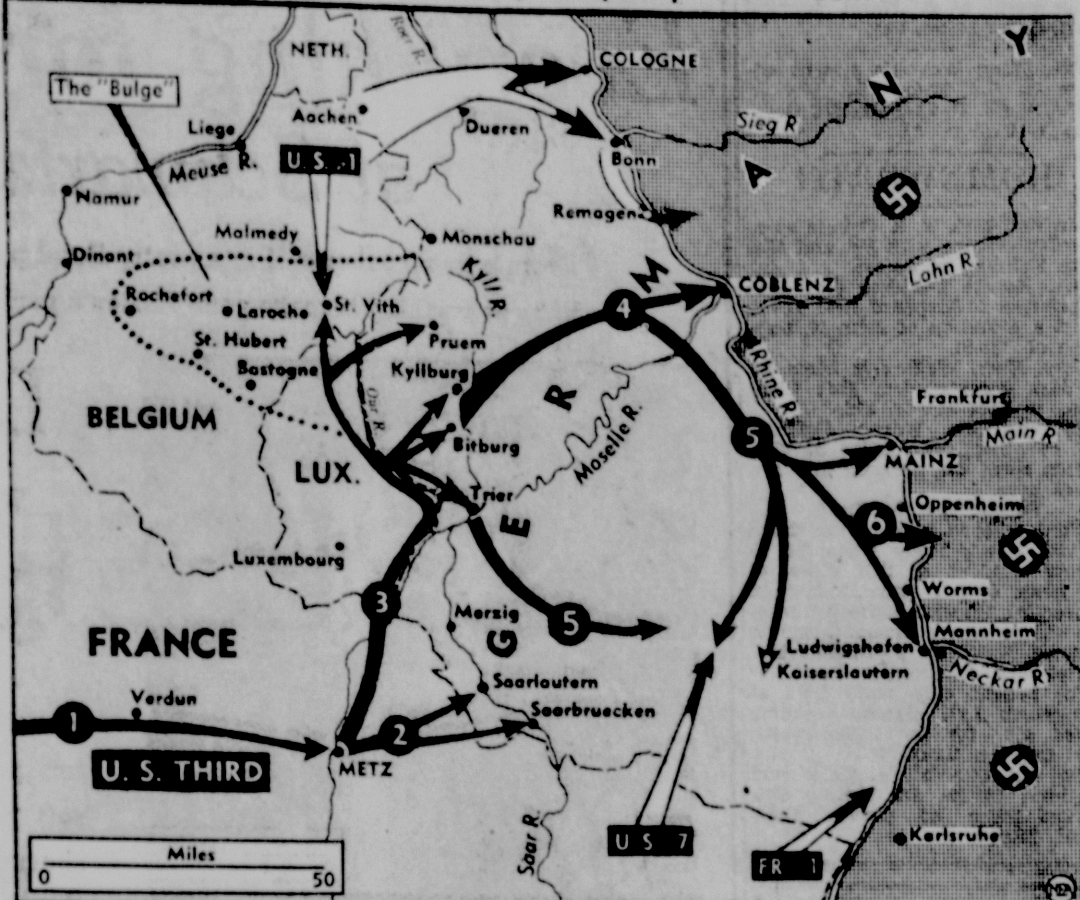 NETH.
Roer R.
COLOGNE
Y
The "Bulge"
N
Aachen
Dueren
Sieg R
Liege
U.S. 1
Bonn
A
Meuse R.
Namur
Remagen
Malmedy
Monschau
Dinant
Kyll R.
M
Lahn R.
COBLENZ
Rochefort
Laroche
St. Vith
4
St. Hubert
Pruem
Bastogne
Kyllburg
Rhine R.
Our R.
R
Frankfurt
BELGIUM
Bitburg
Moselle R.
5
Main R.
MAINZ
LUX.
Trier
Oppenheim
E
6
Luxembourg
Worms
3
Merzig
5
Mannheim
FRANCE
G
Ludwigshafen
Kaiserslautern
Neckar R.
Verdun
Saarlautern
1
2
Saarbruecken
METZ
U. S. THIRD
Saar R.
U S 7
FR 1
Karlsruhe
Miles
0 50
NEA